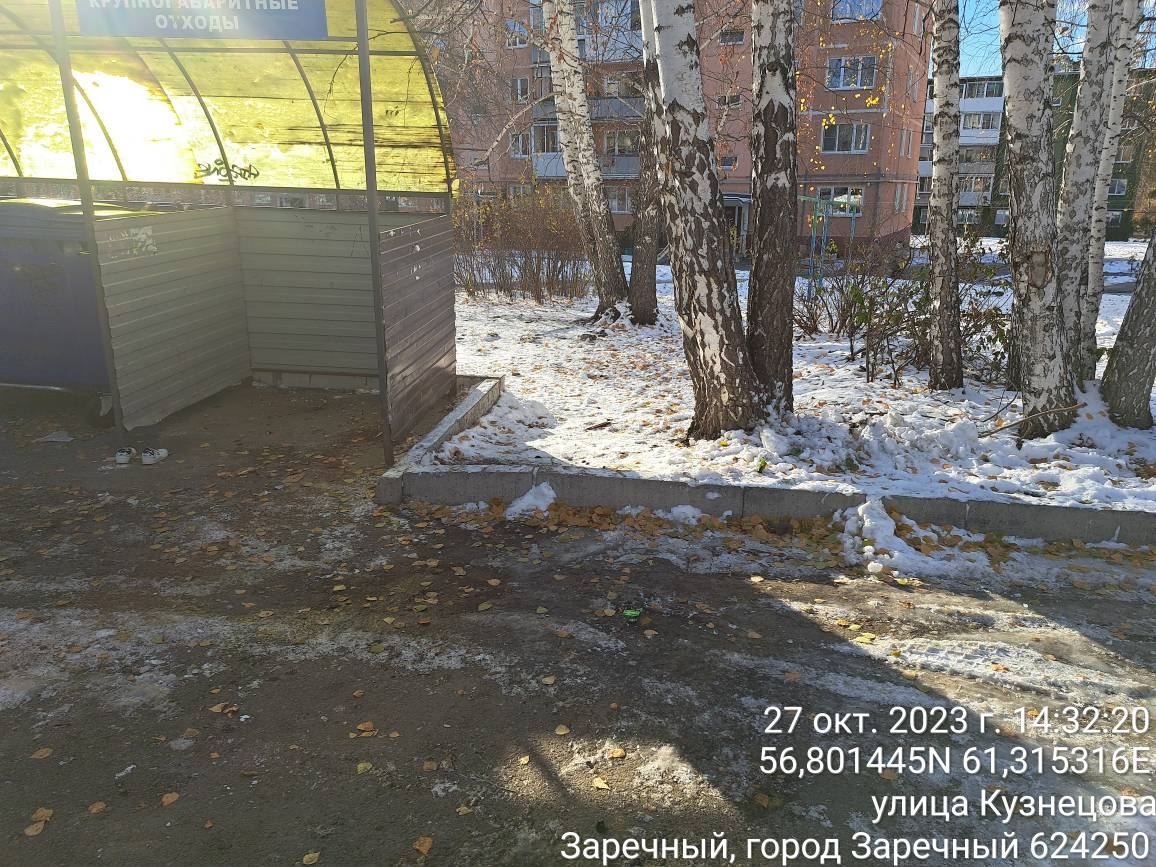 КРУПНОГАБАРИТНЫЕ
ОТХОДЫ
27 окт. 2023 г. 14:32:20
56,801445N 61,315316E
улица Кузнецова
Заречный, город Заречный 624250